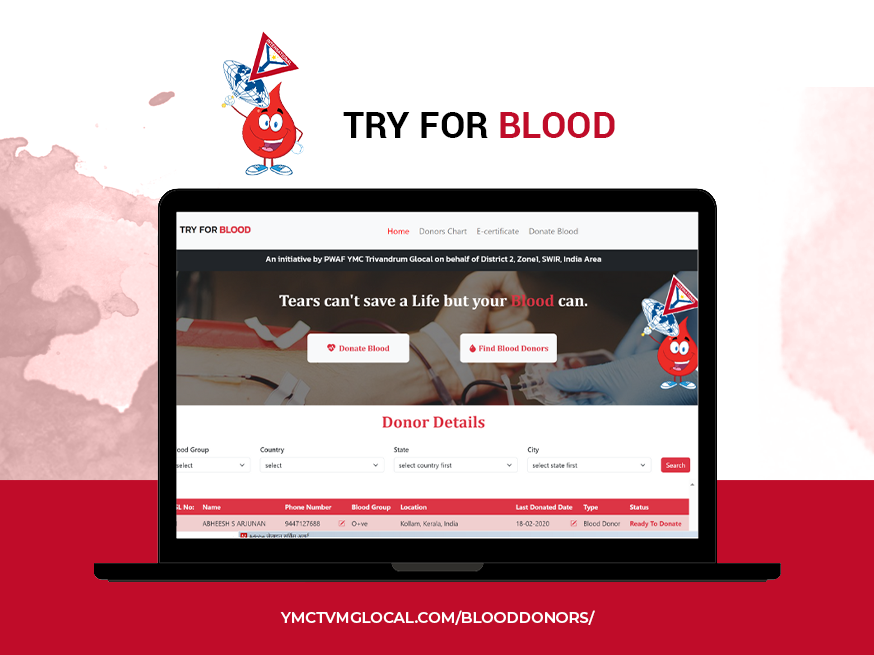 INTERNATIONAL
TRY FOR BLOOD
TRY FOR BLOOD
Home Donors Chart E-certificate Donate Blood
An initiative by PWAF YMC Trivandrum Glocal on behalf of District 2, Zone1, SWIR, India Area
Tears can't save a Life but your Blood can.
Donate Blood Find Blood Donors
Donor Details
ood Group Country State City
select select select country first select state first Search
SL No: Name Phone Number Blood Group Location Last Donated Date Type Status
ABHEESH S ARJUNAN 9447127688 O+ve Kollam, Kerala, India 18-02-2020 Blood Donor Ready To Donate
YMCTVMGLOCAL.COM/BLOODDONORS/